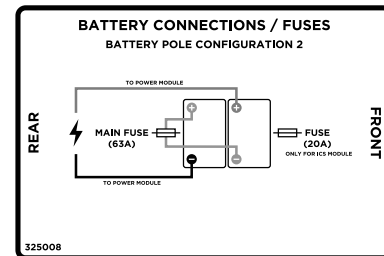 BATTERY CONNECTIONS / FUSES
BATTERY POLE CONFIGURATION 2
TO POWER MODULE
REAR
MAIN FUSE
(63A)
FUSE
(20A)
ONLY FOR ICS MODULE
FRONT
TO POWER MODULE
325008